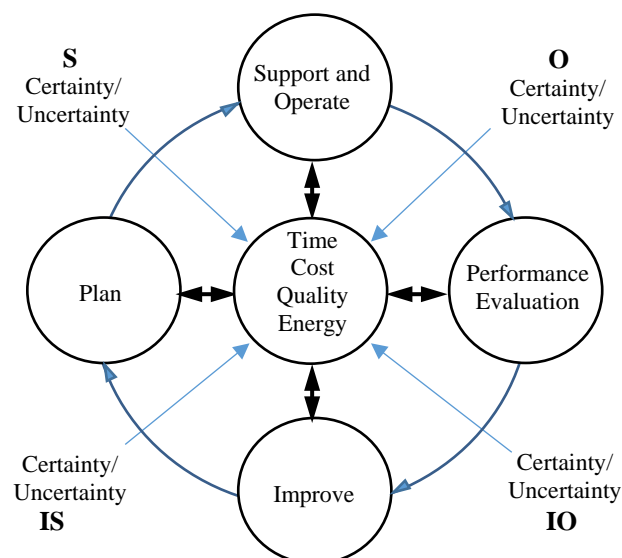 S
Certainty/
Uncertainty
Support and
Operate
O
Certainty/
Uncertainty
Plan
Time
Cost
Quality
Energy
Performance
Evaluation
Certainty/
Uncertainty
IS
Improve
Certainty/
Uncertainty
IO